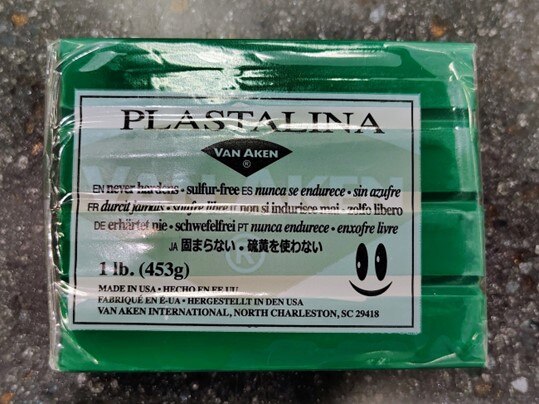 PLASTALINA
VAN AKEN
®
EN never hardens • sulfur-free ES nunca se endurece • sin azufre
FR durcit jamais • soufre libre IT non si indurisce mai • zolfo libero
DE erhärtet nie • schwefelfrei PT nunca endurece • enxofre livre
JA 固まらない • 硫黄を使わない
1 lb. (453g)
MADE IN USA • HECHO EN EE UU
FABRIQUÉ EN É-UA • HERGESTELLT IN DEN USA
VAN AKEN INTERNATIONAL, NORTH CHARLESTON, SC 29418
VAN AKEN
®